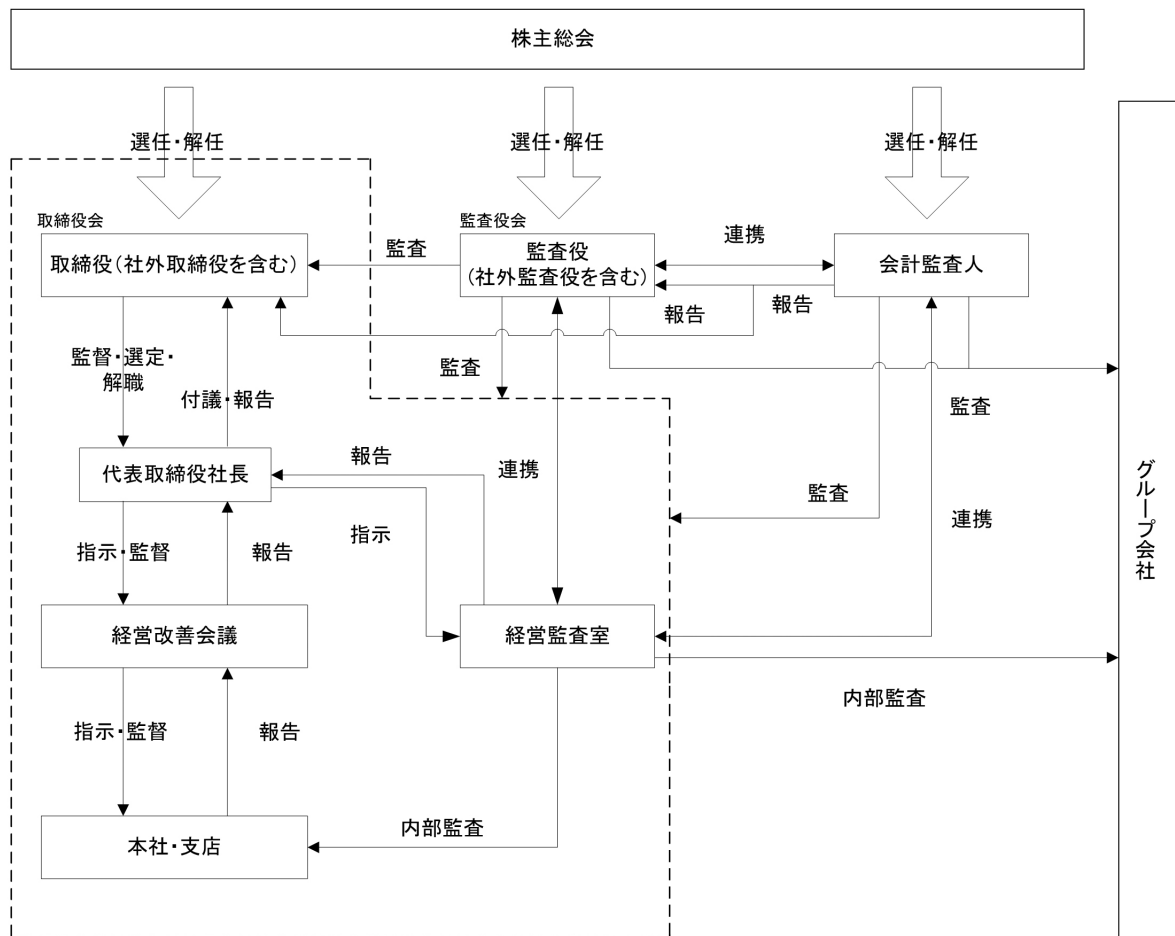 株主総会
選任・解任
選任・解任
選任・解任
取締役会
取締役(社外取締役を含む)
監査
監査役会
監査役
(社外監査役を含む)
連携
会計監査人
報告
報告
監督・選定・
解職
付議・報告
監査
監査
代表取締役社長
報告
連携
監査
指示
連携
指示・監督
報告
グループ会社
経営改善会議
経営監査室
内部監査
指示・監督
報告
内部監査
本社・支店